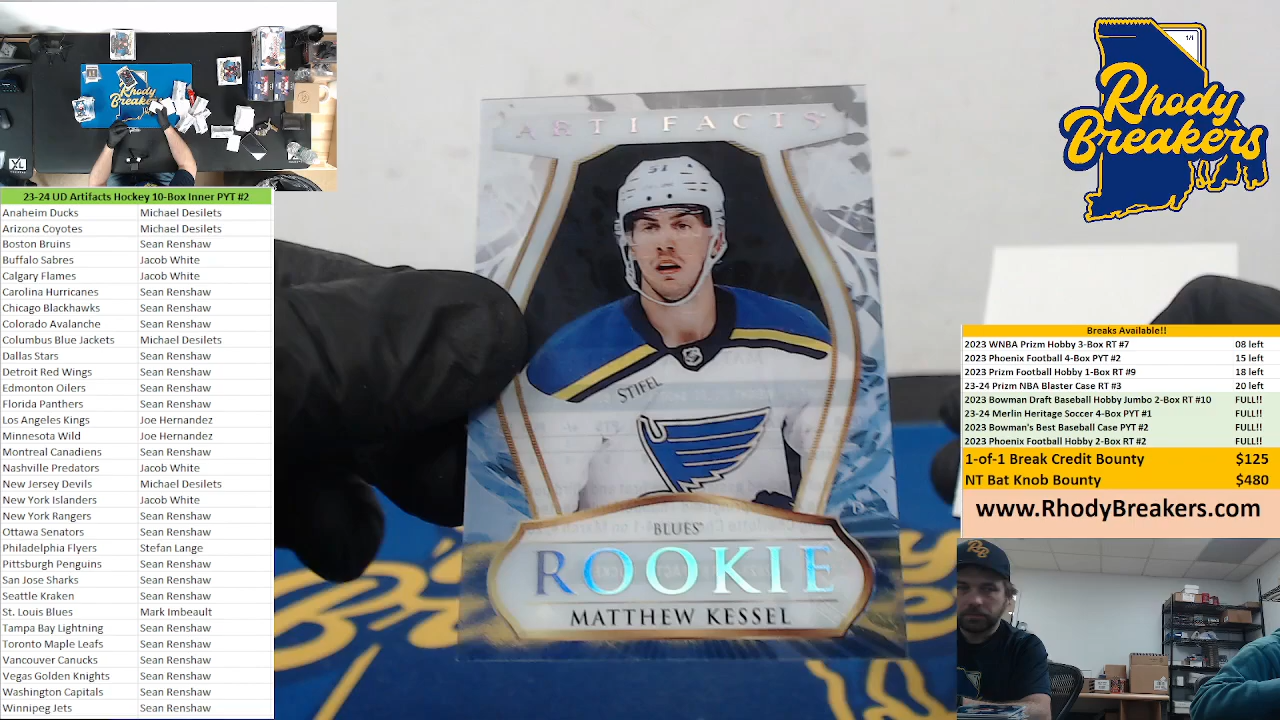 23-24 UD Artifacts Hockey 10-Box Inner PYT #2
Anaheim Ducks Michael Desilets
Arizona Coyotes Michael Desilets
Boston Bruins Sean Renshaw
Buffalo Sabres Jacob White
Calgary Flames Jacob White
Carolina Hurricanes Sean Renshaw
Chicago Blackhawks Sean Renshaw
Colorado Avalanche Sean Renshaw
Columbus Blue Jackets Michael Desilets
Dallas Stars Sean Renshaw
Detroit Red Wings Sean Renshaw
Edmonton Oilers Sean Renshaw
Florida Panthers Sean Renshaw
Los Angeles Kings Joe Hernandez
Minnesota Wild Joe Hernandez
Montreal Canadiens Sean Renshaw
Nashville Predators Jacob White
New Jersey Devils Michael Desilets
New York Islanders Jacob White
New York Rangers Sean Renshaw
Ottawa Senators Sean Renshaw
Philadelphia Flyers Stefan Lange
Pittsburgh Penguins Sean Renshaw
San Jose Sharks Sean Renshaw
Seattle Kraken Sean Renshaw
St. Louis Blues Mark Imbeault
Tampa Bay Lightning Sean Renshaw
Toronto Maple Leafs Sean Renshaw
Vancouver Canucks Sean Renshaw
Vegas Golden Knights Sean Renshaw
Washington Capitals Sean Renshaw
Winnipeg Jets Sean Renshaw
Rhody
Breakers
XL
ARTIFACTS
51
STIFEL
BLUES
ROOKIE
MATTHEW KESSEL
1/1
Rhody
Breakers
Breaks Available!!
2023 WNBA Prizm Hobby 3-Box RT #7 08 left
2023 Phoenix Football 4-Box PYT #2 15 left
2023 Prizm Football Hobby 1-Box RT #9 18 left
23-24 Prizm NBA Blaster Case RT #3 20 left
2023 Bowman Draft Baseball Hobby Jumbo 2-Box RT #10 FULL!!
23-24 Merlin Heritage Soccer 4-Box PYT #1 FULL!!
2023 Bowman's Best Baseball Case PYT #2 FULL!!
2023 Phoenix Football Hobby 2-Box RT #2 FULL!!
1-of-1 Break Credit Bounty $125
NT Bat Knob Bounty $480
www.RhodyBreakers.com
RB